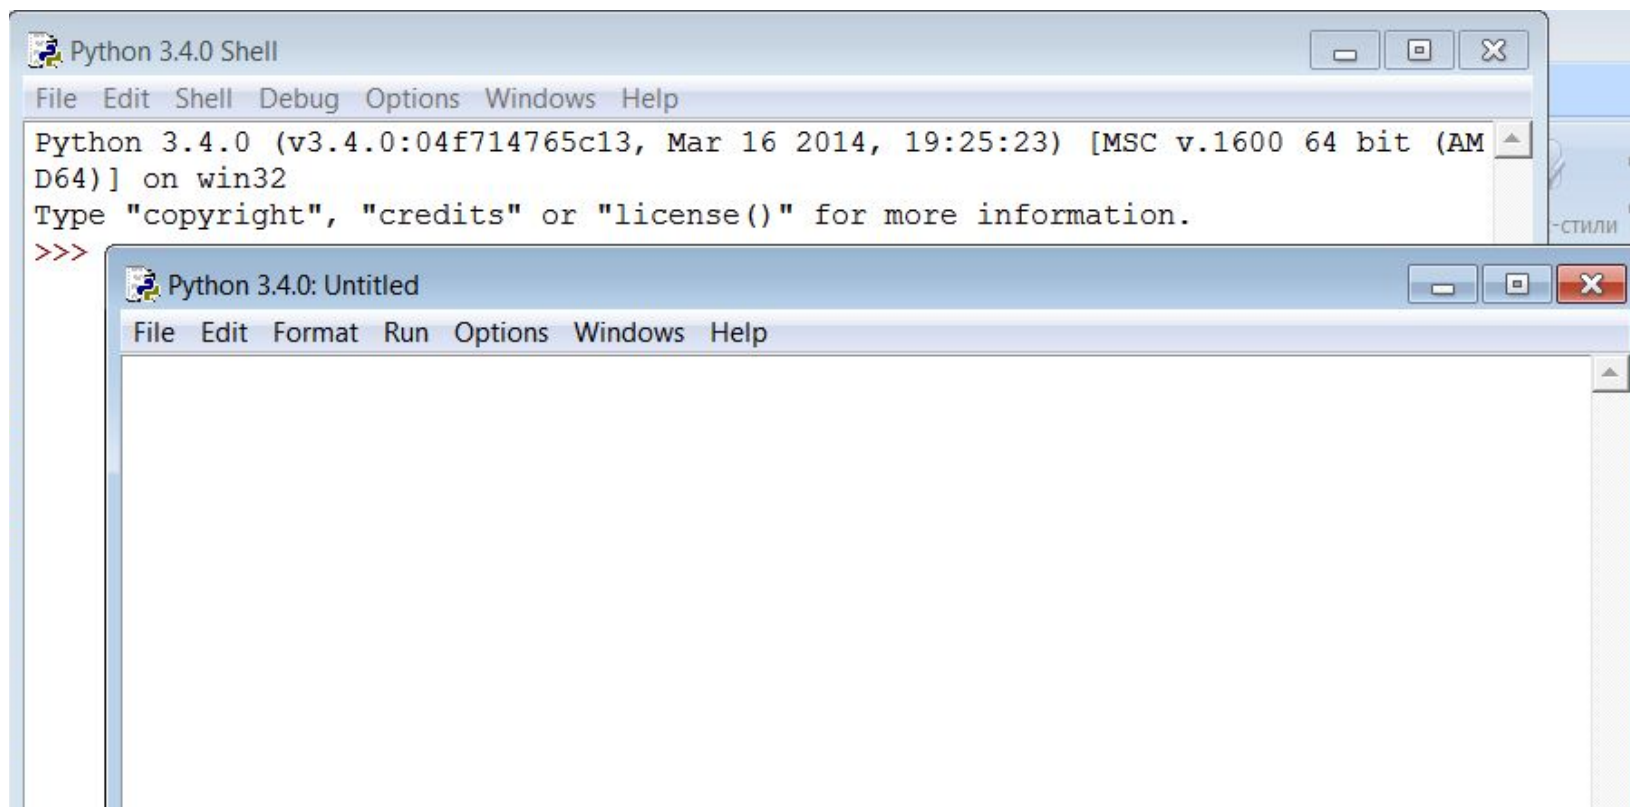 Python 3.4.0 Shell
File Edit Shell Debug Options Windows Help
Python 3.4.0 (v3.4.0:04f714765c13, Mar 16 2014, 19:25:23) [MSC v.1600 64 bit (AM
D64)] on win32
Type "copyright", "credits" or "license()" for more information.
>>>
-стили
Python 3.4.0: Untitled
File Edit Format Run Options Windows Help